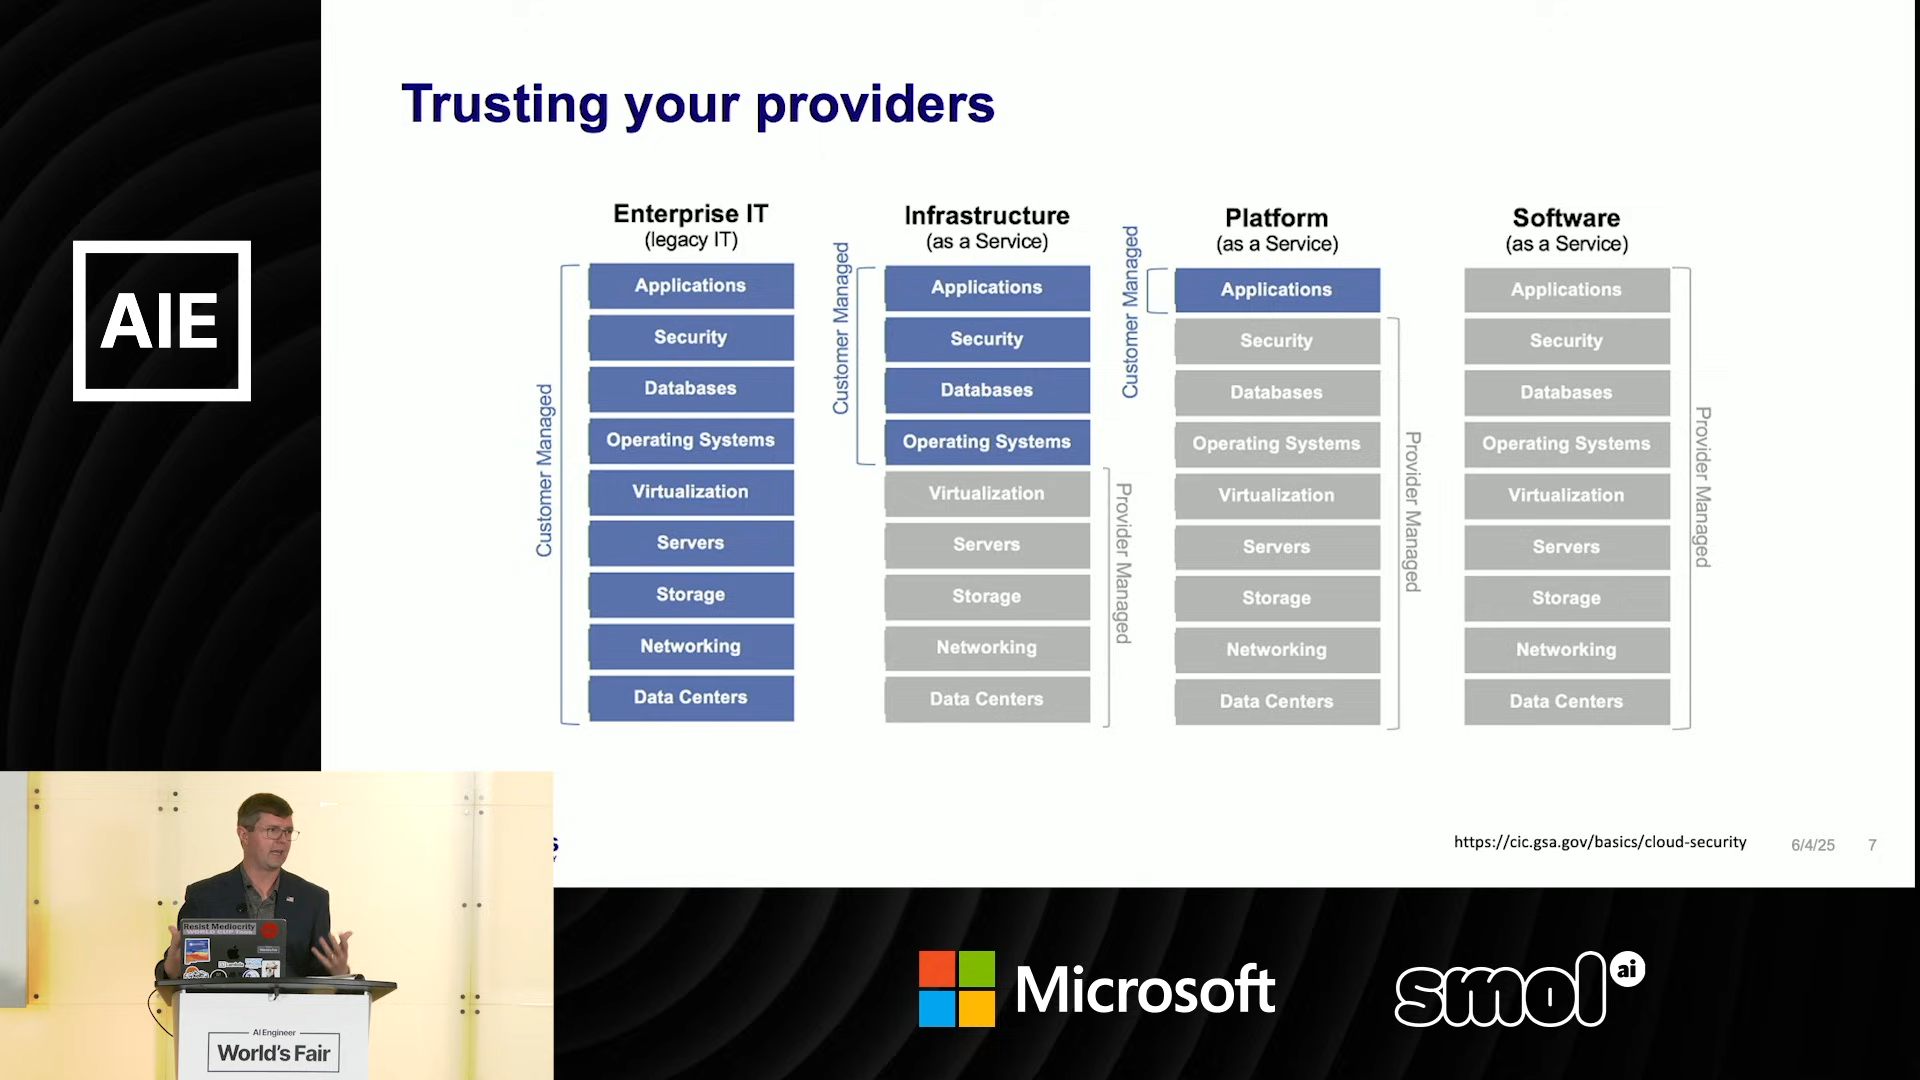 Trusting your providers
AIE
Enterprise IT
(legacy IT)
Customer Managed
Applications
Security
Databases
Operating Systems
Virtualization
Servers
Storage
Networking
Data Centers
Infrastructure
(as a Service)
Customer Managed
Applications
Security
Databases
Operating Systems
Virtualization
Servers
Storage
Networking
Data Centers
Provider Managed
Platform
(as a Service)
Customer Managed
Applications
Security
Databases
Operating Systems
Virtualization
Servers
Storage
Networking
Data Centers
Provider Managed
Software
(as a Service)
Applications
Security
Databases
Operating Systems
Virtualization
Servers
Storage
Networking
Data Centers
Provider Managed
https://cic.gsa.gov/basics/cloud-security
6/4/25
7
Resist Mediocrity
AI Engineer
World's Fair
Microsoft
smol ai